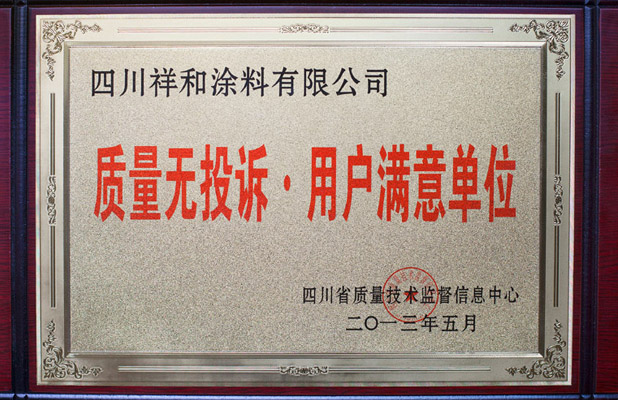 四川祥和涂料有限公司
质量无投诉·用户满意单位
四川省质量技术监督信息中心
二〇一三年五月